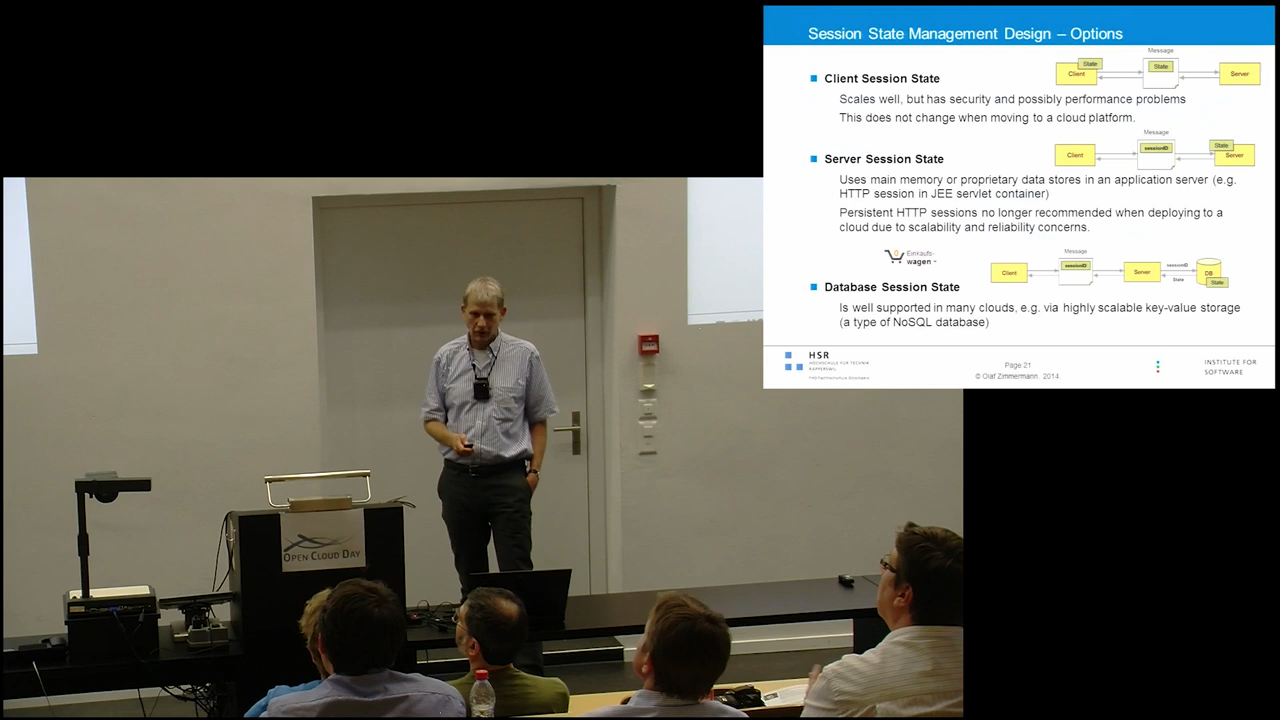 Session State Management Design – Options
Message
Client Session State
State
Client
State
Server
Scales well, but has security and possibly performance problems
This does not change when moving to a cloud platform.
Message
Server Session State
Client
sessionID
State
Server
Uses main memory or proprietary data stores in an application server (e.g.
HTTP session in JEE servlet container)
Persistent HTTP sessions no longer recommended when deploying to a
cloud due to scalability and reliability concerns.
Einkaufs-
wagen
Message
Client
sessionID
Server
sessionID
State
DB
State
Database Session State
Is well supported in many clouds, e.g. via highly scalable key-value storage
(a type of NoSQL database)
HSR
HOCHSCHULE FÜR TECHNIK
RAPPERSWIL
Page 21
© Olaf Zimmermann, 2014.
INSTITUTE FOR
SOFTWARE
OPEN CLOUD DAY